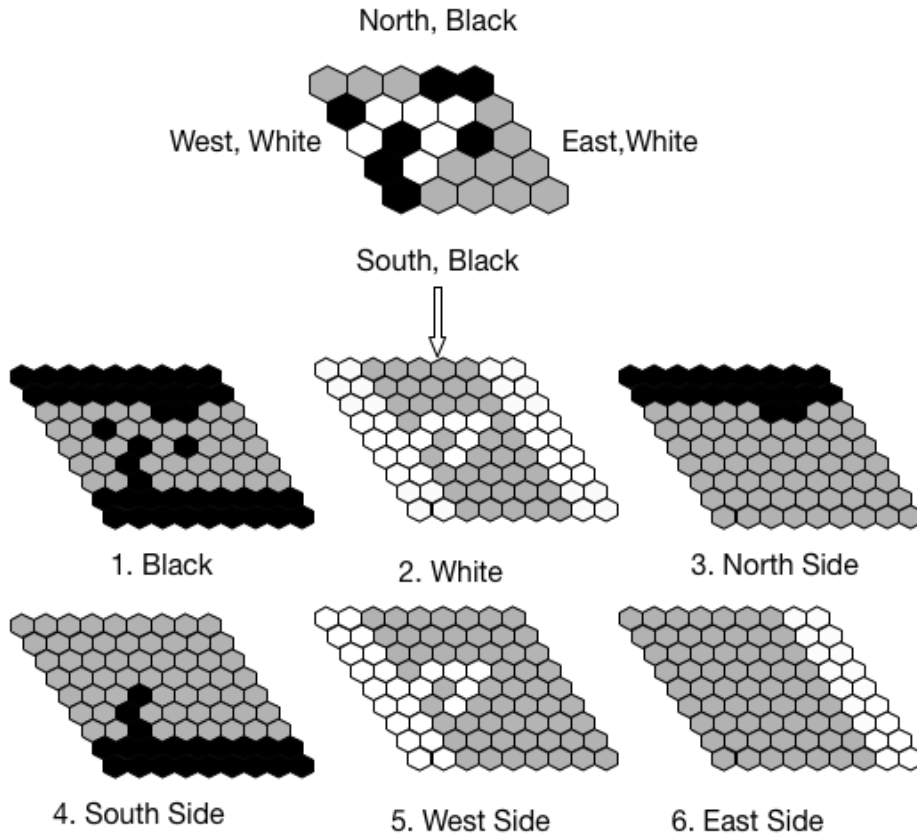 North, Black
West, White
East,White
South, Black
1. Black
2. White
3. North Side
4. South Side
5. West Side
6. East Side